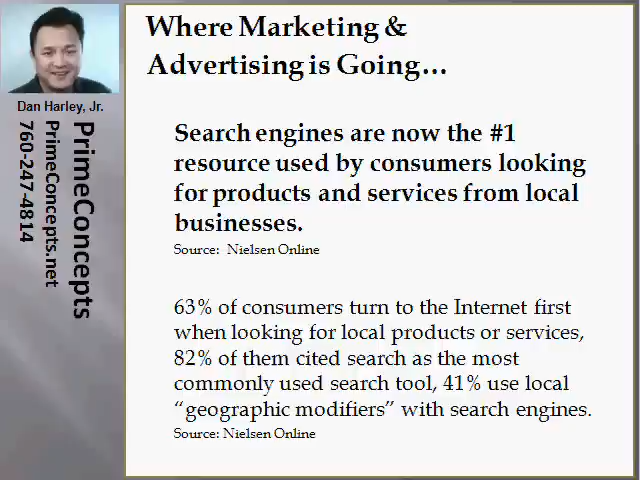 Where Marketing &
Advertising is Going…
Dan Harley, Jr.
PrimeConcepts
PrimeConcepts.net
760-247-4814
Search engines are now the #1
resource used by consumers looking
for products and services from local
businesses.
Source: Nielsen Online
63% of consumers turn to the Internet first
when looking for local products or services,
82% of them cited search as the most
commonly used search tool, 41% use local
“geographic modifiers” with search engines.
Source: Nielsen Online